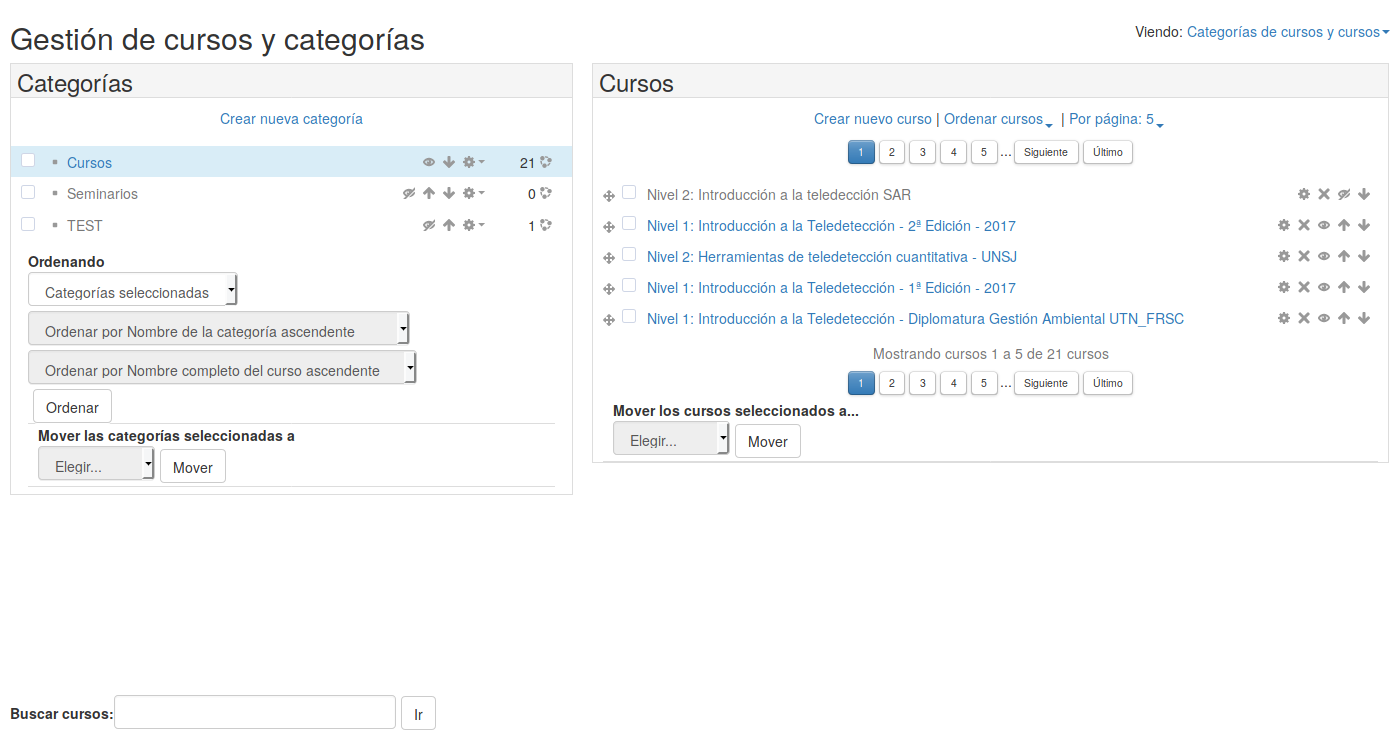 Gestión de cursos y categorías
Viendo: Categorías de cursos y cursos
Categorías
Crear nueva categoría
Cursos 21
Seminarios 0
TEST 1
Ordenando
Categorías seleccionadas
Ordenar por Nombre de la categoría ascendente
Ordenar por Nombre completo del curso ascendente
Ordenar
Mover las categorías seleccionadas a
Elegir... Mover
Cursos
Crear nuevo curso | Ordenar cursos | Por página: 5
1 2 3 4 5 ... Siguiente Último
Nivel 2: Introducción a la teledección SAR
Nivel 1: Introducción a la Teledetección - 2ª Edición - 2017
Nivel 2: Herramientas de teledetección cuantitativa - UNSJ
Nivel 1: Introducción a la Teledetección - 1ª Edición - 2017
Nivel 1: Introducción a la Teledetección - Diplomatura Gestión Ambiental UTN_FRSC
Mostrando cursos 1 a 5 de 21 cursos
1 2 3 4 5 ... Siguiente Último
Mover los cursos seleccionados a...
Elegir... Mover
Buscar cursos: Ir